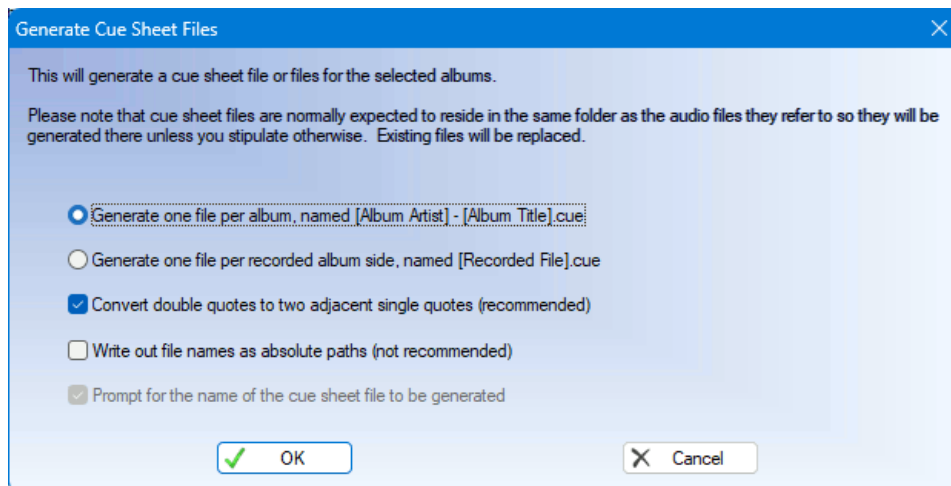 Generate Cue Sheet Files
This will generate a cue sheet file or files for the selected albums.
Please note that cue sheet files are normally expected to reside in the same folder as the audio files they refer to so they will be
generated there unless you stipulate otherwise.  Existing files will be replaced.
Generate one file per album, named [Album Artist] - [Album Title].cue
Generate one file per recorded album side, named [Recorded File].cue
Convert double quotes to two adjacent single quotes (recommended)
Write out file names as absolute paths (not recommended)
Prompt for the name of the cue sheet file to be generated
OK
Cancel